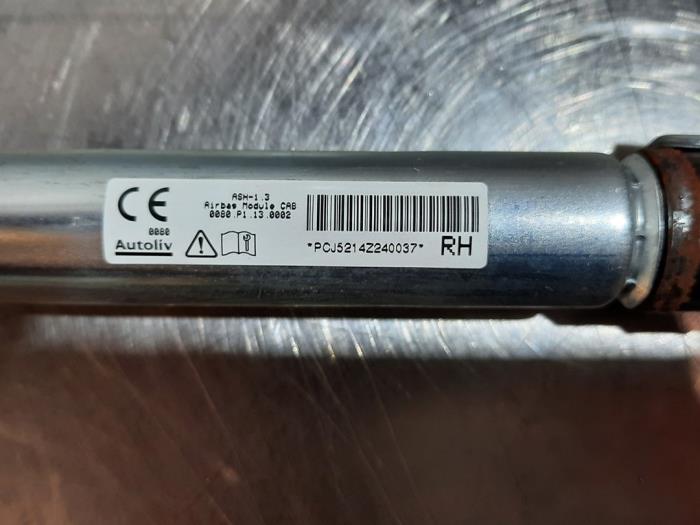 CE
0080
Autoliv
ASH-1.3
Airbag Module CAB
0080.P1.13.0002
*PCJ5214Z240037*
RH